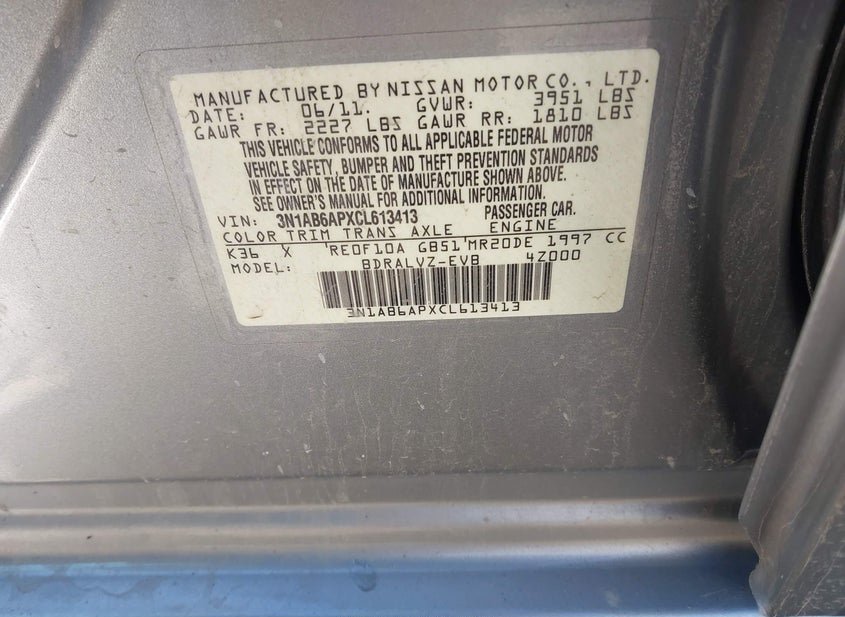 MANUFACTURED BY NISSAN MOTOR CO., LTD.
DATE: 06/11. GVWR: 3951 LBS
GAWR FR: 2227 LBS GAWR RR: 1810 LBS
THIS VEHICLE CONFORMS TO ALL APPLICABLE FEDERAL MOTOR
VEHICLE SAFETY, BUMPER AND THEFT PREVENTION STANDARDS
IN EFFECT ON THE DATE OF MANUFACTURE SHOWN ABOVE.
SEE OWNER'S MANUAL FOR ADDITIONAL INFORMATION.
VIN: 3N1AB6APXCL613413 PASSENGER CAR.
COLOR TRIM TRANS AXLE ENGINE
K36 X RE0F10A GB51 MR20DE 1997 CC
MODEL: BDRALVZ-EVB 4Z000
3N1AB6APXCL613413